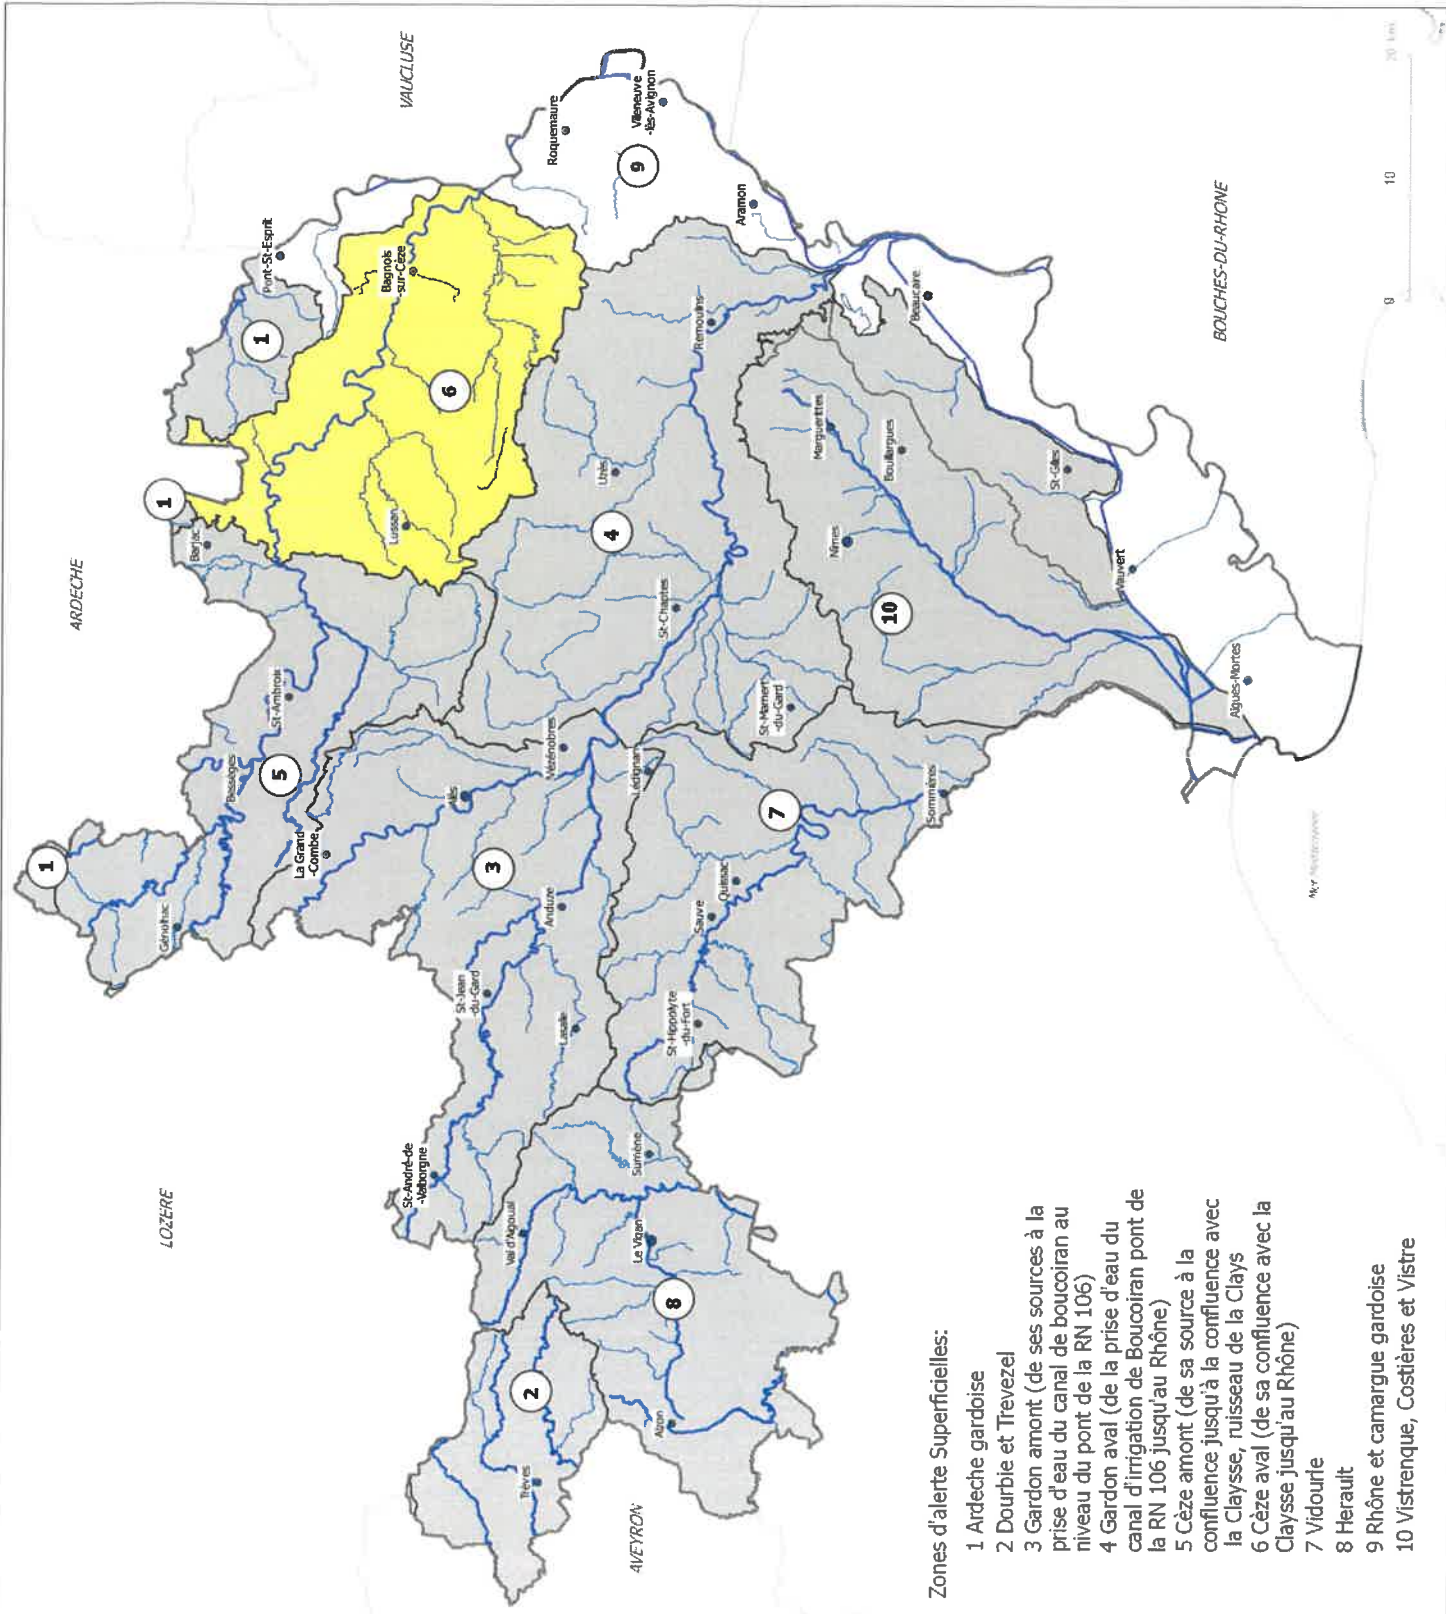 VAUCLUSE
ARDECHE
LOZERE
AVEYRON
BOUCHES-DU-RHONE
Mer Méditerranée
Pont-St-Esprit
Bagnols
-sur-Cèze
Roquemaure
Villeneuve
-lès-Avignon
Aramon
Beaucaire
Remoulins
Barjac
Lussan
Uzès
St-Chaptes
Marguerittes
Bouillargues
Nîmes
St-Gilles
Vauvert
Aigues-Mortes
St-Ambroix
Bessèges
Génolhac
La Grand
-Combe
Alès
Vézénobres
Lédignan
St-Mamert
-du-Gard
Sommières
Quissac
Sauve
St-Hippolyte
-du-Fort
Anduze
St-Jean
-du-Gard
Lasalle
St-André-de
-Valborgne
Val d'Aigoual
Sumène
Le Vigan
Alzon
Trèves
1
1
1
2
3
4
5
6
7
8
9
10
0
10
20 km
Zones d'alerte Superficielles:
1 Ardeche gardoise
2 Dourbie et Trevezel
3 Gardon amont (de ses sources à la
prise d'eau du canal de boucoiran au
niveau du pont de la RN 106)
4 Gardon aval (de la prise d'eau du
canal d'irrigation de Boucoiran pont de
la RN 106 jusqu'au Rhône)
5 Cèze amont (de sa source à la
confluence jusqu'à la confluence avec
la Claysse, ruisseau de la Clays
6 Cèze aval (de sa confluence avec la
Claysse jusqu'au Rhône)
7 Vidourle
8 Herault
9 Rhône et camargue gardoise
10 Vistrenque, Costières et Vistre